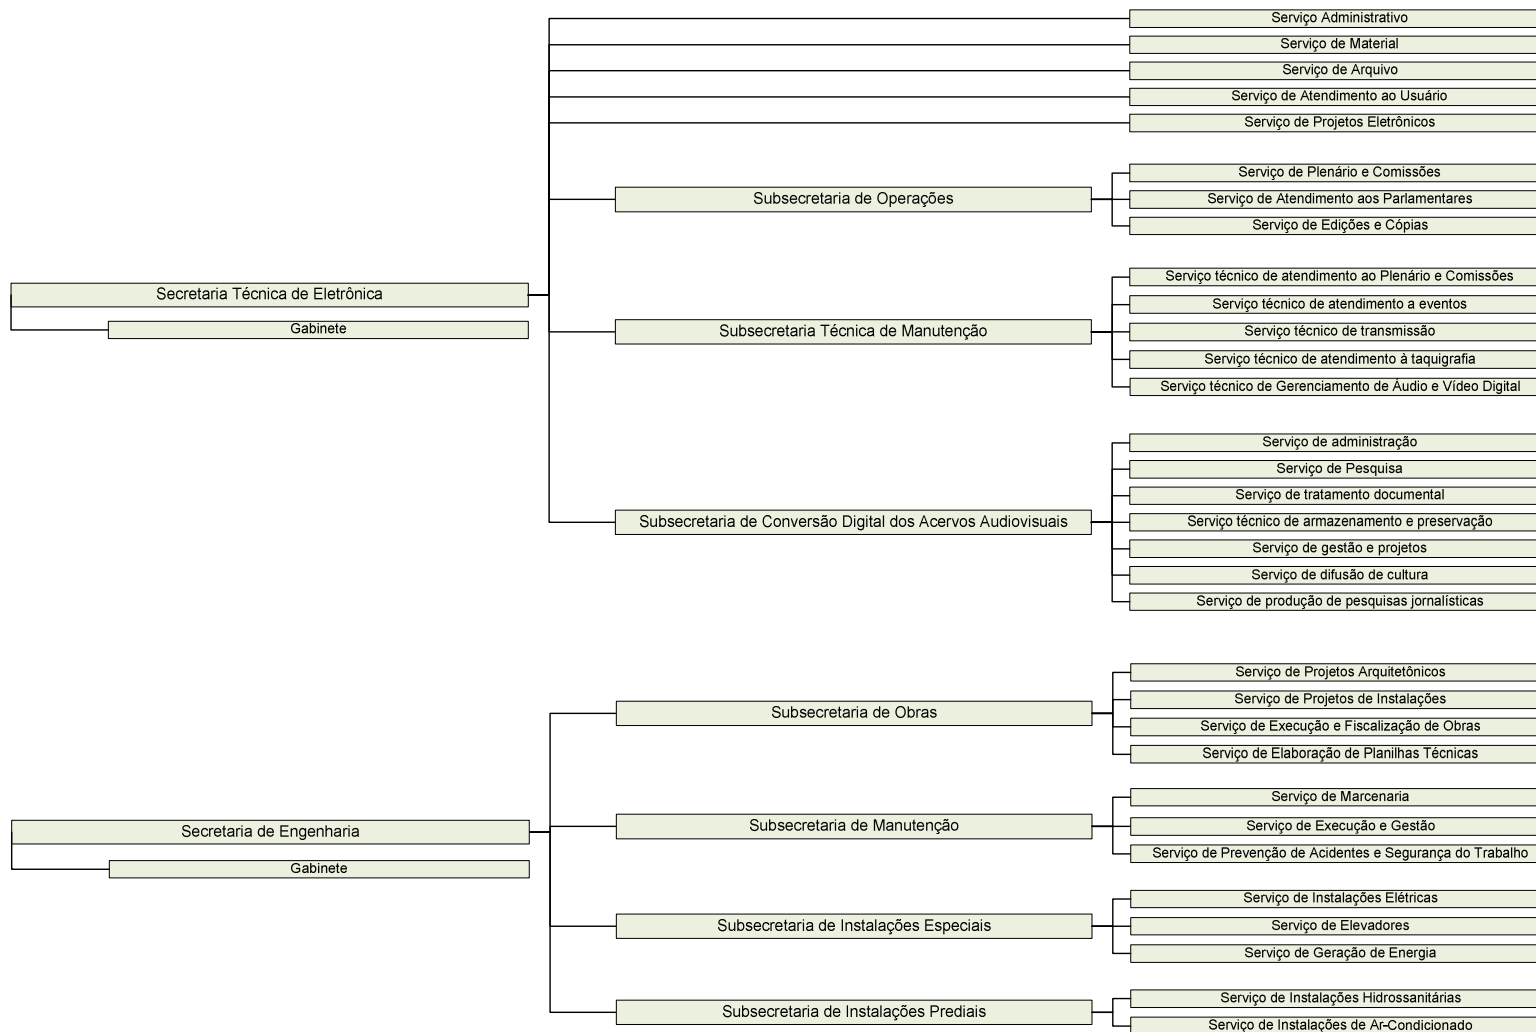 Serviço Administrativo
Serviço de Material
Serviço de Arquivo
Serviço de Atendimento ao Usuário
Serviço de Projetos Eletrônicos
Serviço de Plenário e Comissões
Subsecretaria de Operações
Serviço de Atendimento aos Parlamentares
Serviço de Edições e Cópias
Serviço técnico de atendimento ao Plenário e Comissões
Secretaria Técnica de Eletrônica
Serviço técnico de atendimento a eventos
Gabinete
Subsecretaria Técnica de Manutenção
Serviço técnico de transmissão
Serviço técnico de atendimento à taquigrafia
Serviço técnico de Gerenciamento de Áudio e Vídeo Digital
Serviço de administração
Serviço de Pesquisa
Serviço de tratamento documental
Subsecretaria de Conversão Digital dos Acervos Audiovisuais
Serviço técnico de armazenamento e preservação
Serviço de gestão e projetos
Serviço de difusão de cultura
Serviço de produção de pesquisas jornalísticas
Serviço de Projetos Arquitetônicos
Serviço de Projetos de Instalações
Subsecretaria de Obras
Serviço de Execução e Fiscalização de Obras
Serviço de Elaboração de Planilhas Técnicas
Serviço de Marcenaria
Secretaria de Engenharia
Subsecretaria de Manutenção
Serviço de Execução e Gestão
Serviço de Prevenção de Acidentes e Segurança do Trabalho
Gabinete
Serviço de Instalações Elétricas
Subsecretaria de Instalações Especiais
Serviço de Elevadores
Serviço de Geração de Energia
Serviço de Instalações Hidrossanitárias
Subsecretaria de Instalações Prediais
Serviço de Instalações de Ar-Condicionado